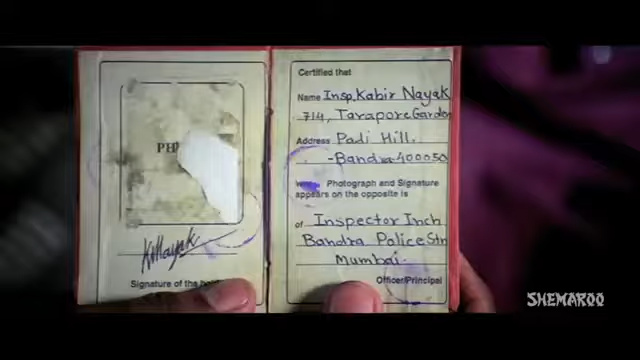 PH
KNayak
Signature of the
Certified that
Name Insp. Kabir Nayak
714, Tarapore Garden
Address Padi Hill.
-Bandra-400050
Photograph and Signature
appears on the opposite is
of Inspector Inch
Bandra Police Stn
Mumbai.
Officer/Principal
SHEMAROO